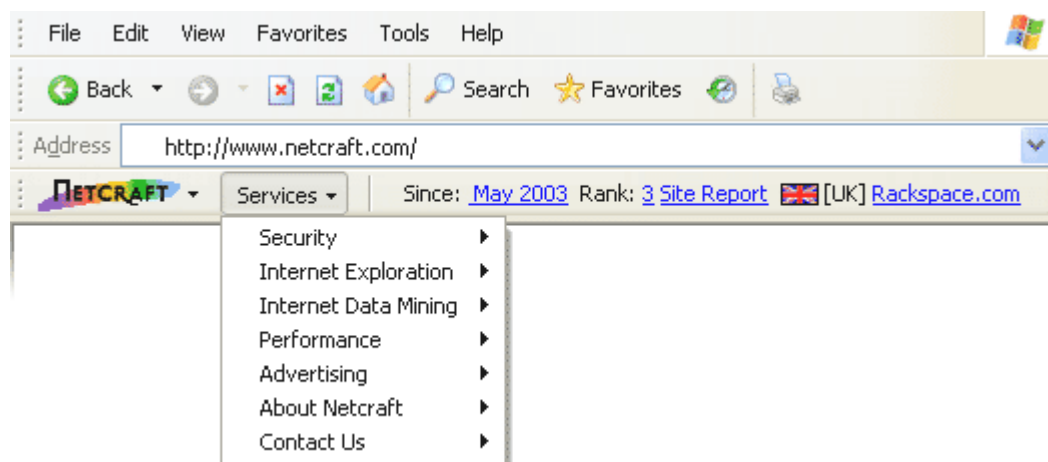 File Edit View Favorites Tools Help
Back Search Favorites
Address http://www.netcraft.com/
NETCRAFT Services Since: May 2003 Rank: 3 Site Report [UK] Rackspace.com
Security
Internet Exploration
Internet Data Mining
Performance
Advertising
About Netcraft
Contact Us